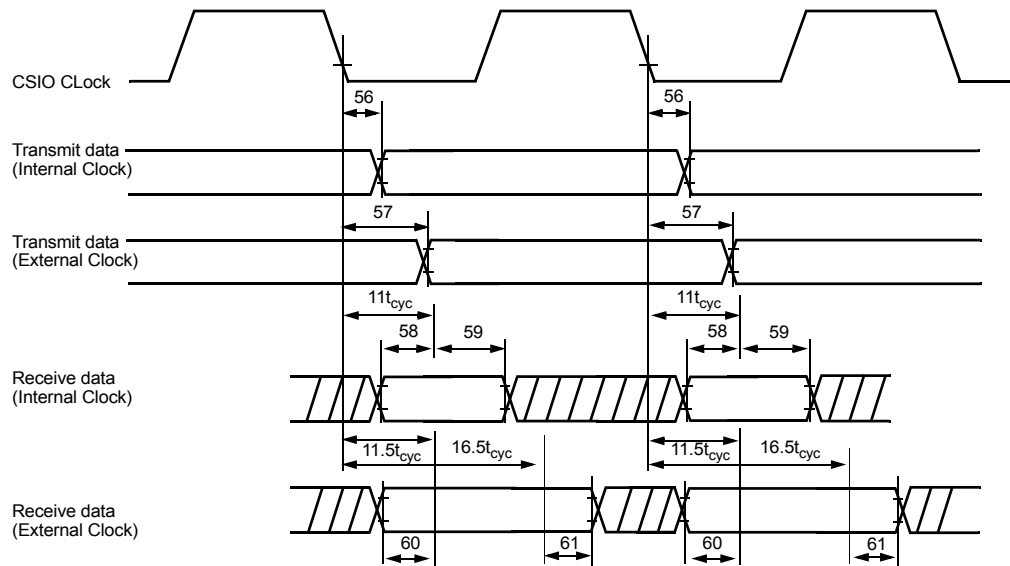 CSIO CLock
56 56
Transmit data
(Internal Clock)
57 57
Transmit data
(External Clock)
11tcyc 11tcyc
58 59 58 59
Receive data
(Internal Clock)
11.5tcyc 16.5tcyc 11.5tcyc 16.5tcyc
Receive data
(External Clock)
60 61 60 61